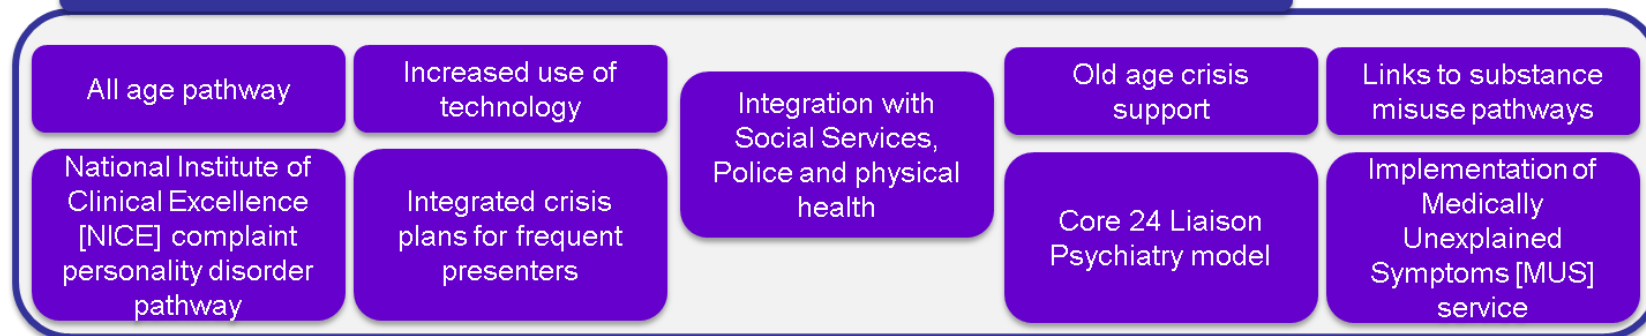 All age pathway
Increased use of
technology
Integration with
Social Services,
Police and physical
health
Old age crisis
support
Links to substance
misuse pathways
National Institute of
Clinical Excellence
[NICE] complaint
personality disorder
pathway
Integrated crisis
plans for frequent
presenters
Core 24 Liaison
Psychiatry model
Implementation of
Medically
Unexplained
Symptoms [MUS]
service